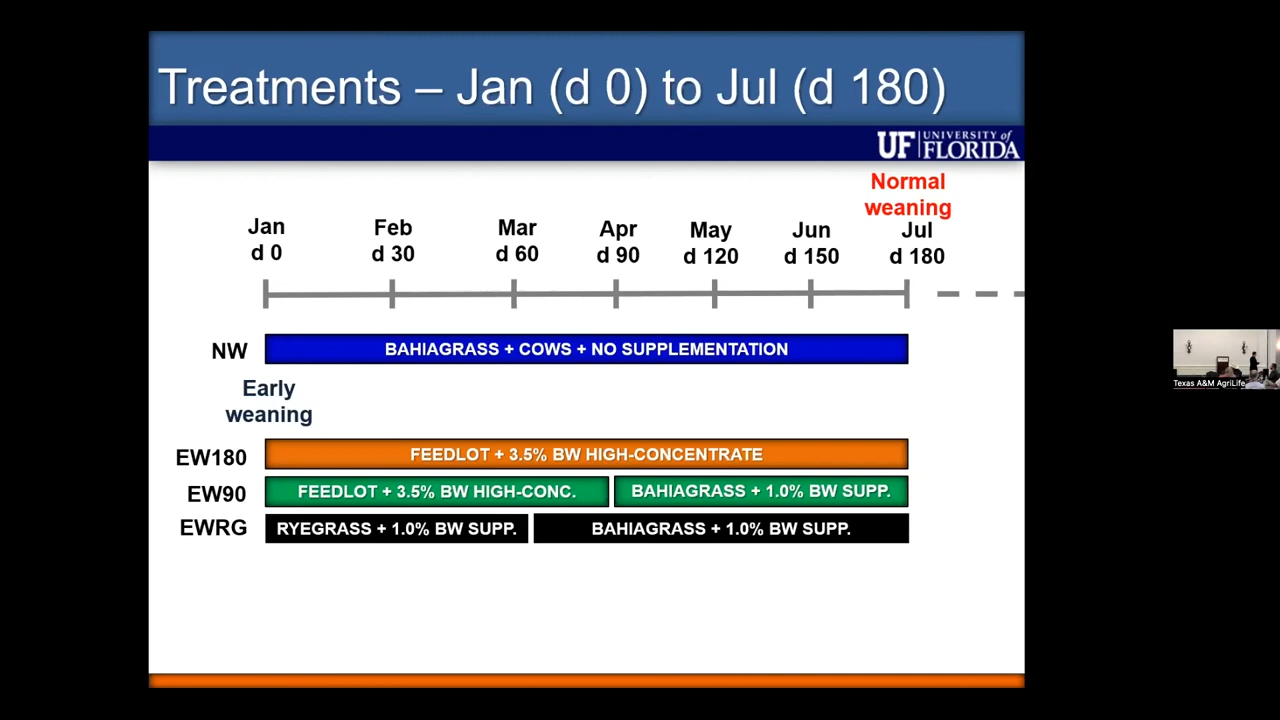 Treatments – Jan (d 0) to Jul (d 180)
UF UNIVERSITY of
FLORIDA
Normal
weaning
Jan Feb Mar Apr May Jun Jul
d 0 d 30 d 60 d 90 d 120 d 150 d 180
NW BAHIAGRASS + COWS + NO SUPPLEMENTATION
Early
weaning
EW180 FEEDLOT + 3.5% BW HIGH-CONCENTRATE
EW90 FEEDLOT + 3.5% BW HIGH-CONC. BAHIAGRASS + 1.0% BW SUPP.
EWRG RYEGRASS + 1.0% BW SUPP. BAHIAGRASS + 1.0% BW SUPP.
Texas A&M AgriLife